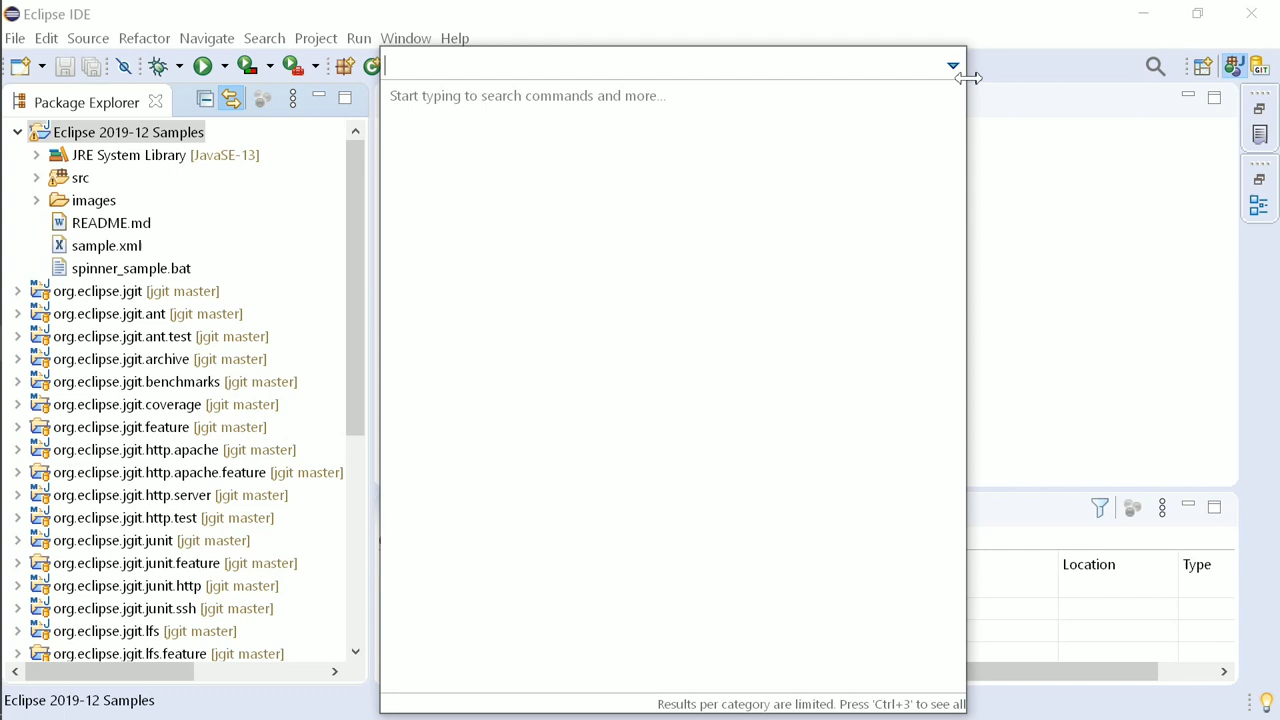 Eclipse IDE
File Edit Source Refactor Navigate Search Project Run Window Help
Start typing to search commands and more...
Package Explorer
Eclipse 2019-12 Samples
JRE System Library [JavaSE-13]
src
images
README.md
sample.xml
spinner_sample.bat
org.eclipse.jgit [jgit master]
org.eclipse.jgit.ant [jgit master]
org.eclipse.jgit.ant.test [jgit master]
org.eclipse.jgit.archive [jgit master]
org.eclipse.jgit.benchmarks [jgit master]
org.eclipse.jgit.coverage [jgit master]
org.eclipse.jgit.feature [jgit master]
org.eclipse.jgit.http.apache [jgit master]
org.eclipse.jgit.http.apache.feature [jgit master]
org.eclipse.jgit.http.server [jgit master]
org.eclipse.jgit.http.test [jgit master]
org.eclipse.jgit.junit [jgit master]
org.eclipse.jgit.junit.feature [jgit master]
org.eclipse.jgit.junit.http [jgit master]
org.eclipse.jgit.junit.ssh [jgit master]
org.eclipse.jgit.lfs [jgit master]
org.eclipse.jgit.lfs.feature [jgit master]
Location Type
Results per category are limited. Press 'Ctrl+3' to see all
Eclipse 2019-12 Samples